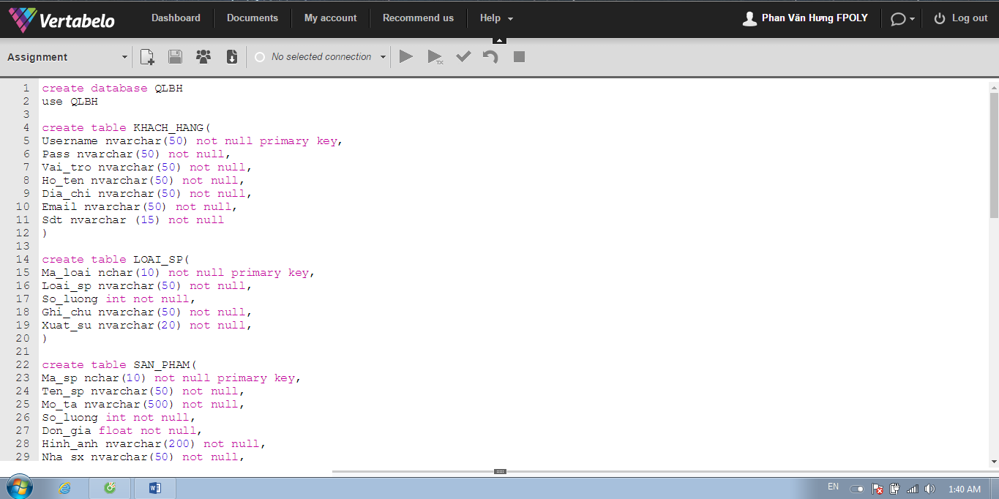 Vertabelo Dashboard Documents My account Recommend us Help Phan Văn Hưng FPOLY Log out
Assignment No selected connection TX
1 create database QLBH
2 use QLBH
3
4 create table KHACH_HANG(
5 Username nvarchar(50) not null primary key,
6 Pass nvarchar(50) not null,
7 Vai_tro nvarchar(50) not null,
8 Ho_ten nvarchar(50) not null,
9 Dia_chi nvarchar(50) not null,
10 Email nvarchar(50) not null,
11 Sdt nvarchar (15) not null
12 )
13
14 create table LOAI_SP(
15 Ma_loai nchar(10) not null primary key,
16 Loai_sp nvarchar(50) not null,
17 So_luong int not null,
18 Ghi_chu nvarchar(50) not null,
19 Xuat_su nvarchar(20) not null,
20 )
21
22 create table SAN_PHAM(
23 Ma_sp nchar(10) not null primary key,
24 Ten_sp nvarchar(50) not null,
25 Mo_ta nvarchar(500) not null,
26 So_luong int not null,
27 Don_gia float not null,
28 Hinh_anh nvarchar(200) not null,
29 Nha_sx nvarchar(50) not null,
EN 1:40 AM